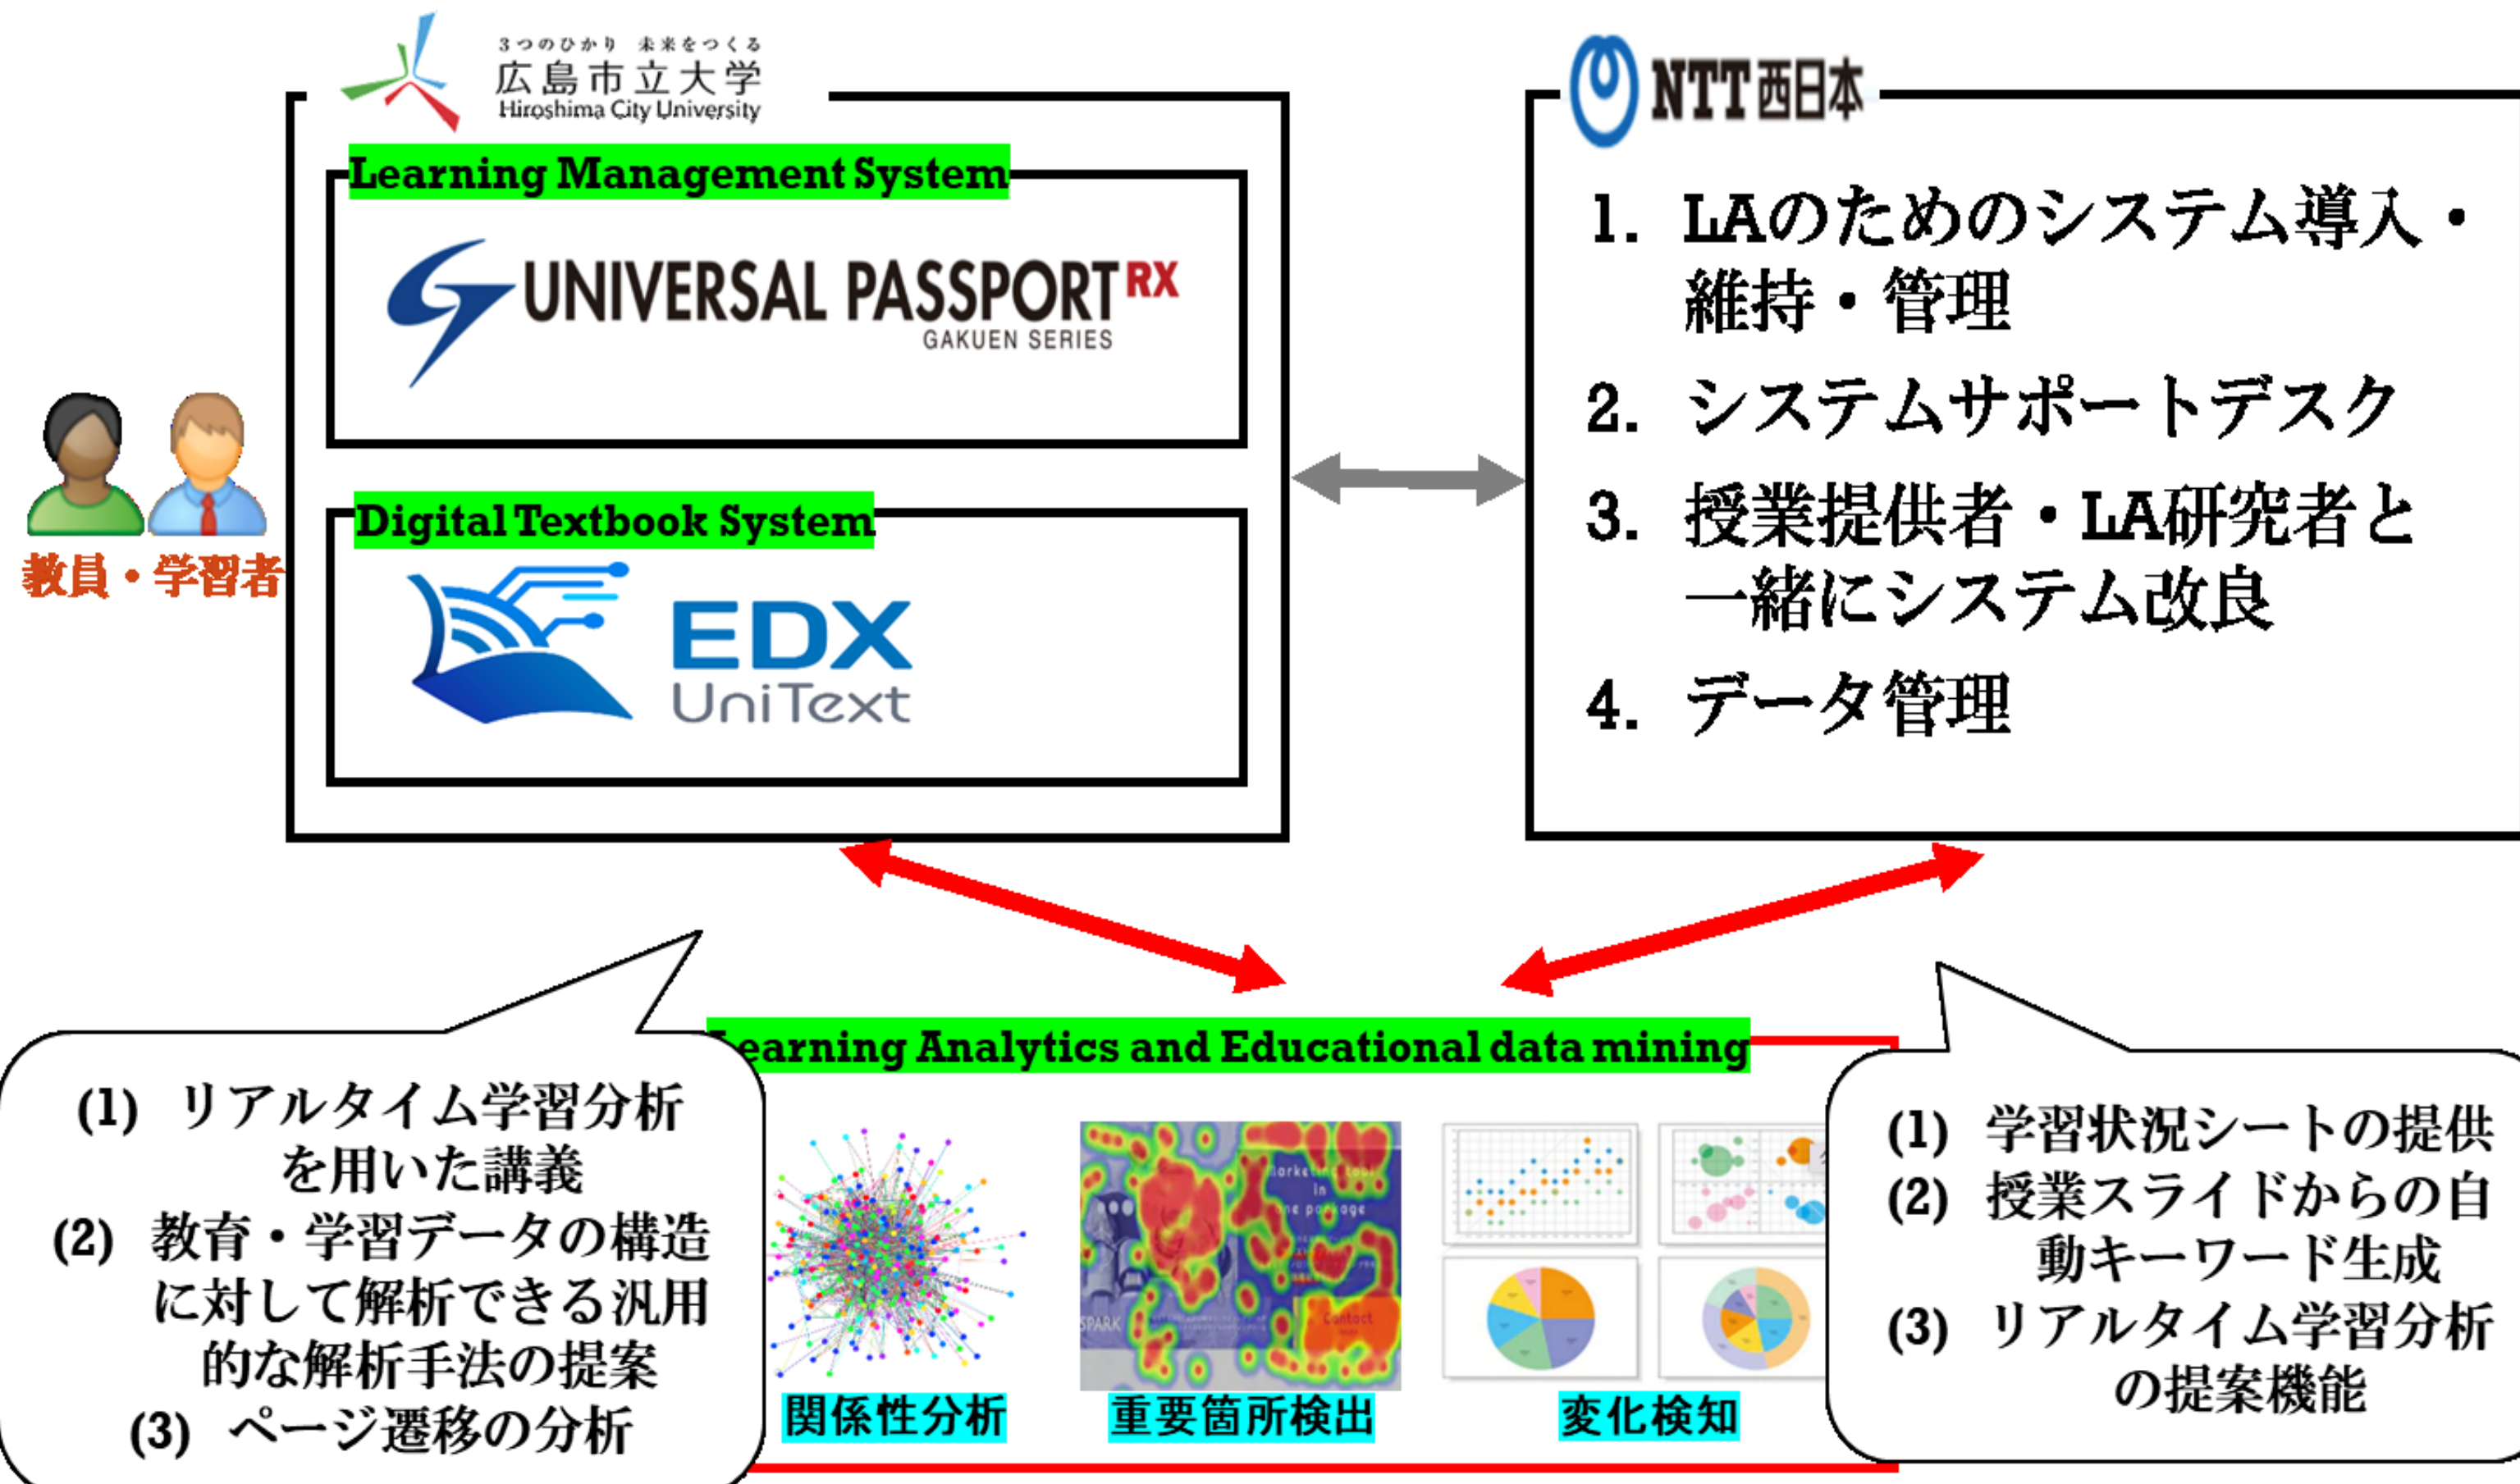 3つのひかり 未来をつくる
広島市立大学
Hiroshima City University
Learning Management System
UNIVERSAL PASSPORT RX
GAKUEN SERIES
教員・学習者
Digital Textbook System
EDX
UniText
NTT西日本
1. LAのためのシステム導入・
維持・管理
2. システムサポートデスク
3. 授業提供者・LA研究者と
一緒にシステム改良
4. データ管理
Learning Analytics and Educational data mining
(1) リアルタイム学習分析
を用いた講義
(2) 教育・学習データの構造
に対して解析できる汎用
的な解析手法の提案
(3) ページ遷移の分析
Marketing tool
in
one package
SPARK
Contact
関係性分析
重要箇所検出
変化検知
(1) 学習状況シートの提供
(2) 授業スライドからの自
動キーワード生成
(3) リアルタイム学習分析
の提案機能